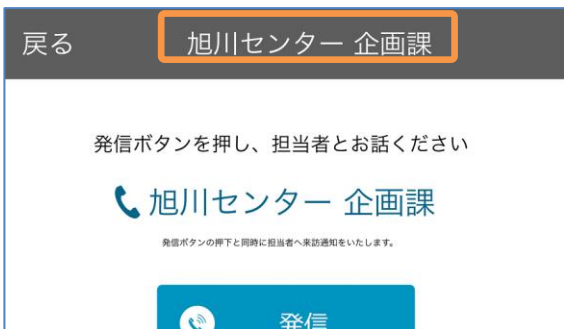 戻る 旭川センター 企画課
発信ボタンを押し、担当者とお話ください
旭川センター 企画課
発信ボタンの押下と同時に担当者へ来訪通知をいたします。
発信